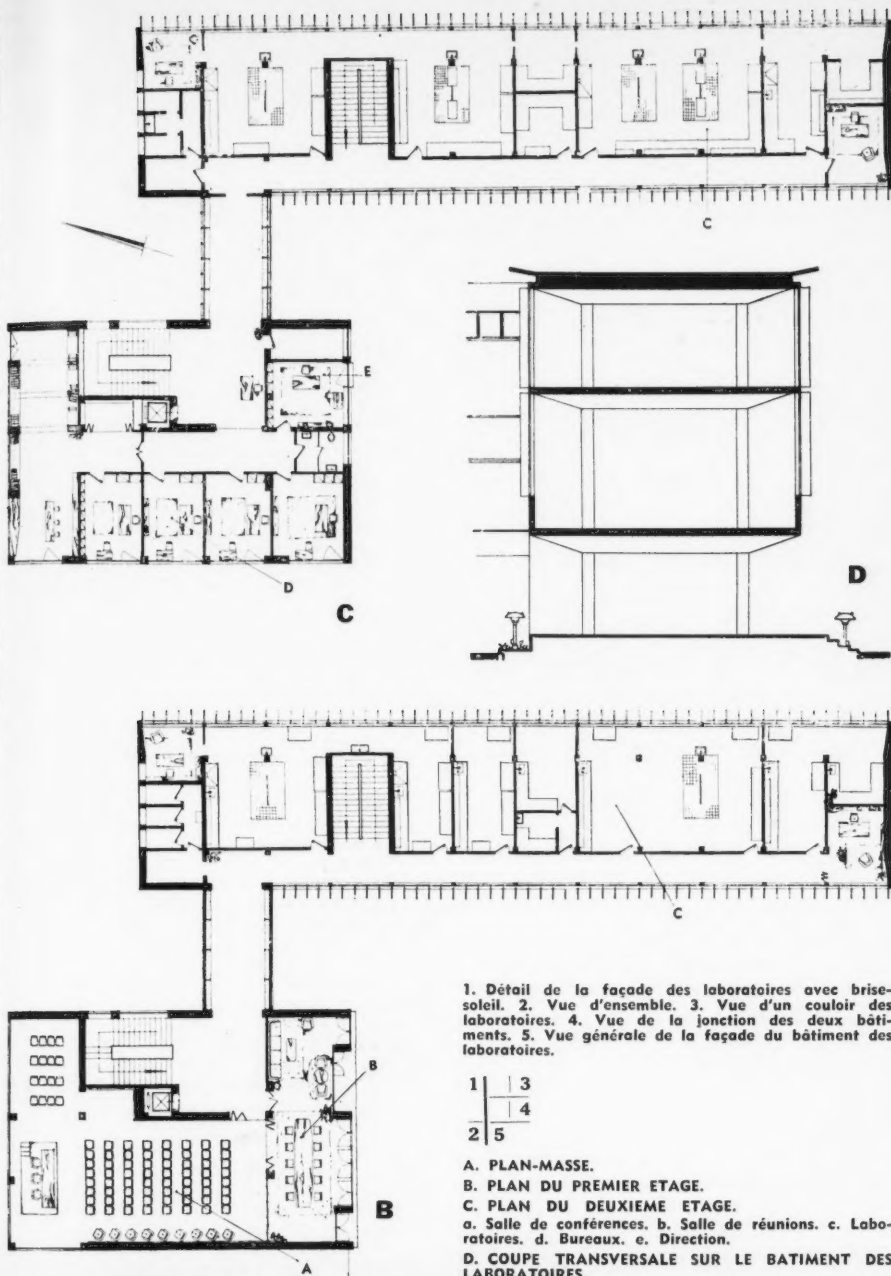 C
E
D
C
D
C
B
B
A
1. Détail de la façade des laboratoires avec brise-
soleil. 2. Vue d'ensemble. 3. Vue d'un couloir des
laboratoires. 4. Vue de la jonction des deux bâti-
ments. 5. Vue générale de la façade du bâtiment des
laboratoires.
1 3
4
2 5
A. PLAN-MASSE.
B. PLAN DU PREMIER ETAGE.
C. PLAN DU DEUXIEME ETAGE.
a. Salle de conférences. b. Salle de réunions. c. Labo-
ratoires. d. Bureaux. e. Direction.
D. COUPE TRANSVERSALE SUR LE BATIMENT DES
LABORATOIRES.